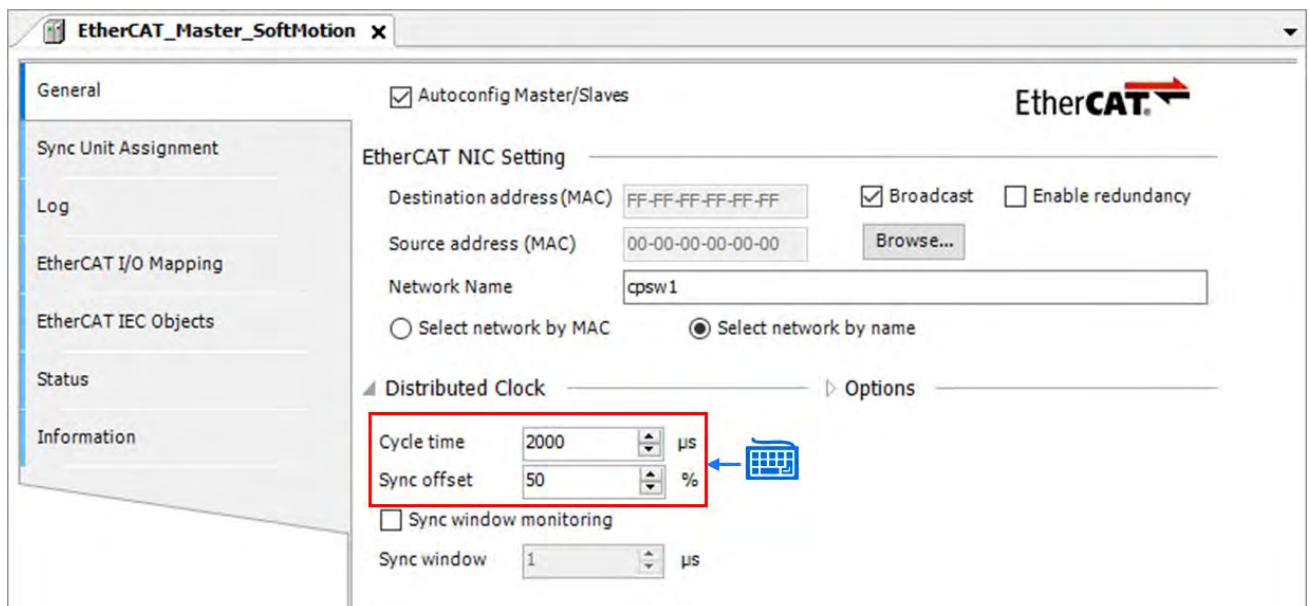 EtherCAT_Master_SoftMotion
General
Sync Unit Assignment
Log
EtherCAT I/O Mapping
EtherCAT IEC Objects
Status
Information
Autoconfig Master/Slaves
EtherCAT®
EtherCAT NIC Setting
Destination address (MAC) FF-FF-FF-FF-FF-FF Broadcast Enable redundancy
Source address (MAC) 00-00-00-00-00-00 Browse...
Network Name cpsw1
Select network by MAC Select network by name
Distributed Clock Options
Cycle time 2000 µs
Sync offset 50 %
Sync window monitoring
Sync window 1 µs